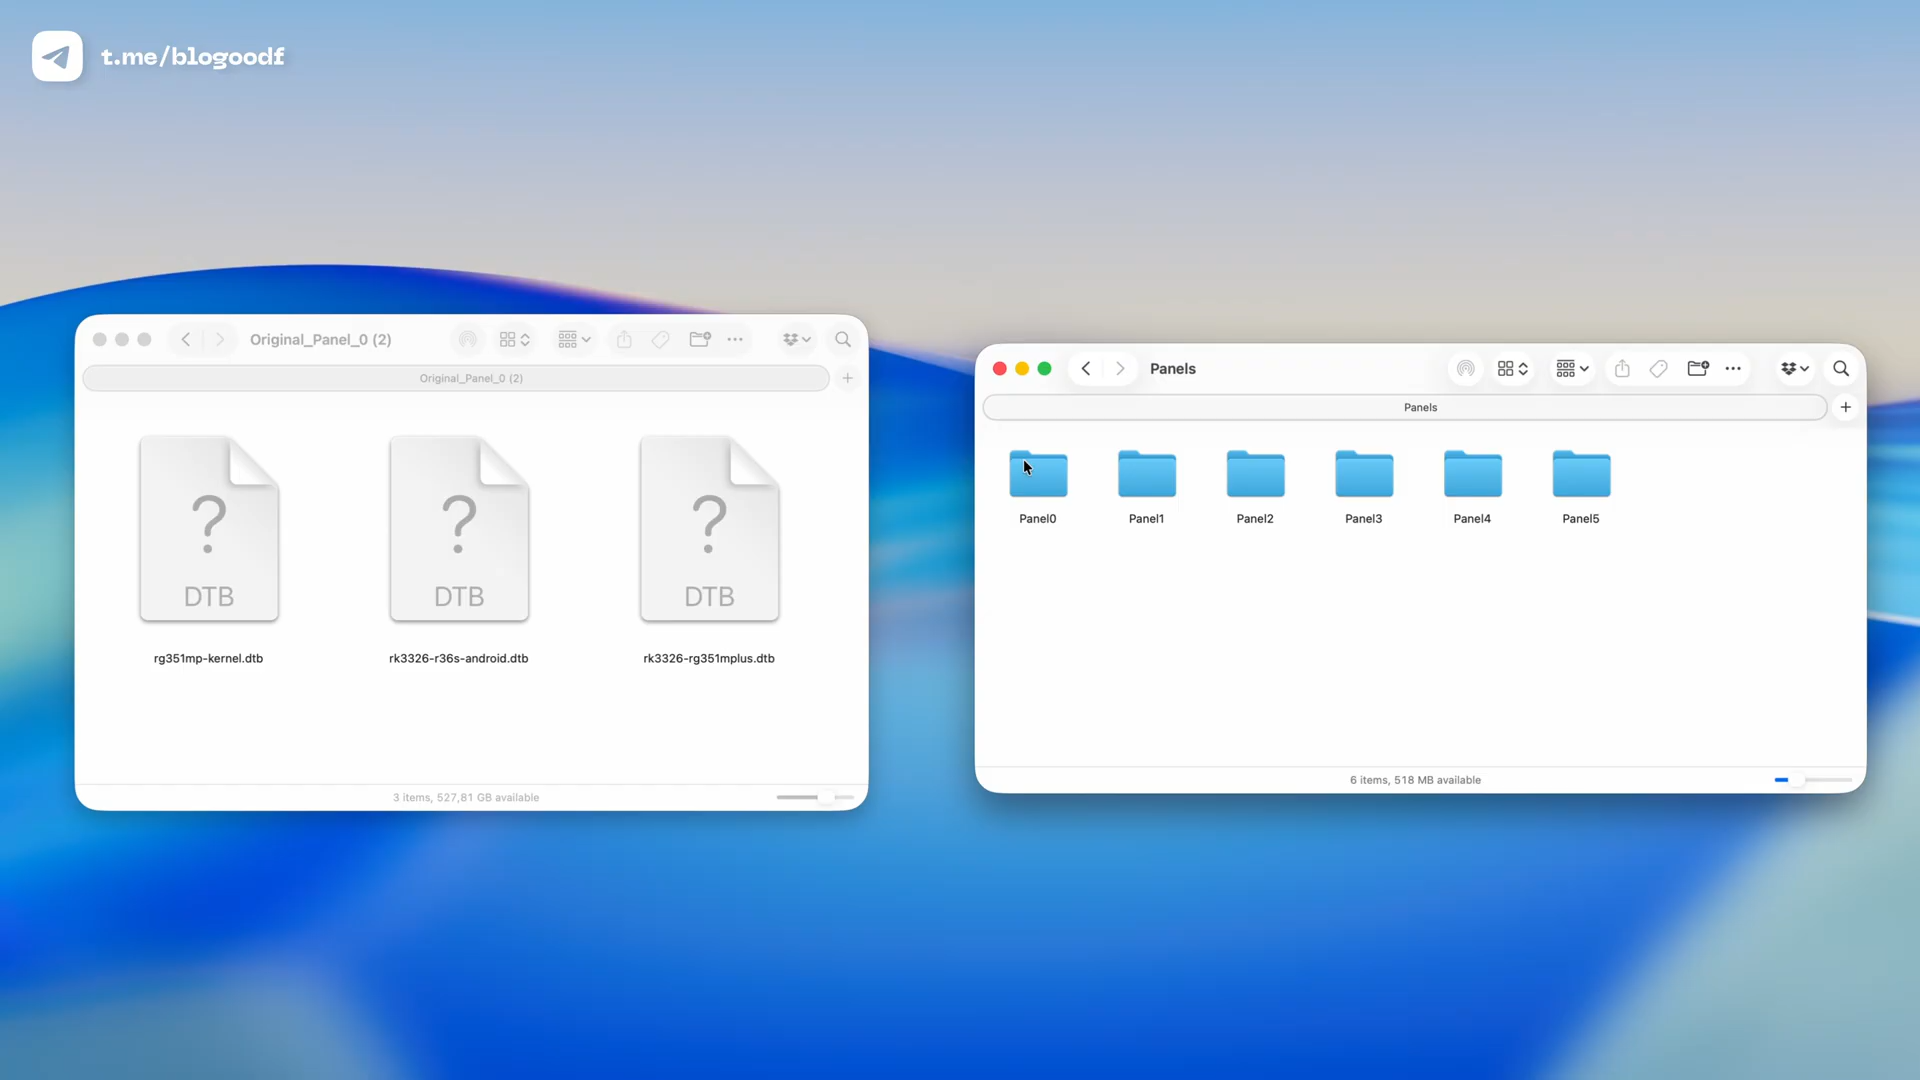 t.me/blogoodf
Original_Panel_0 (2)
Original_Panel_0 (2)
?
DTB
rg351mp-kernel.dtb
?
DTB
rk3326-r36s-android.dtb
?
DTB
rk3326-rg351mplus.dtb
3 items, 527,81 GB available
Panels
Panels
Panel0
Panel1
Panel2
Panel3
Panel4
Panel5
6 items, 518 MB available